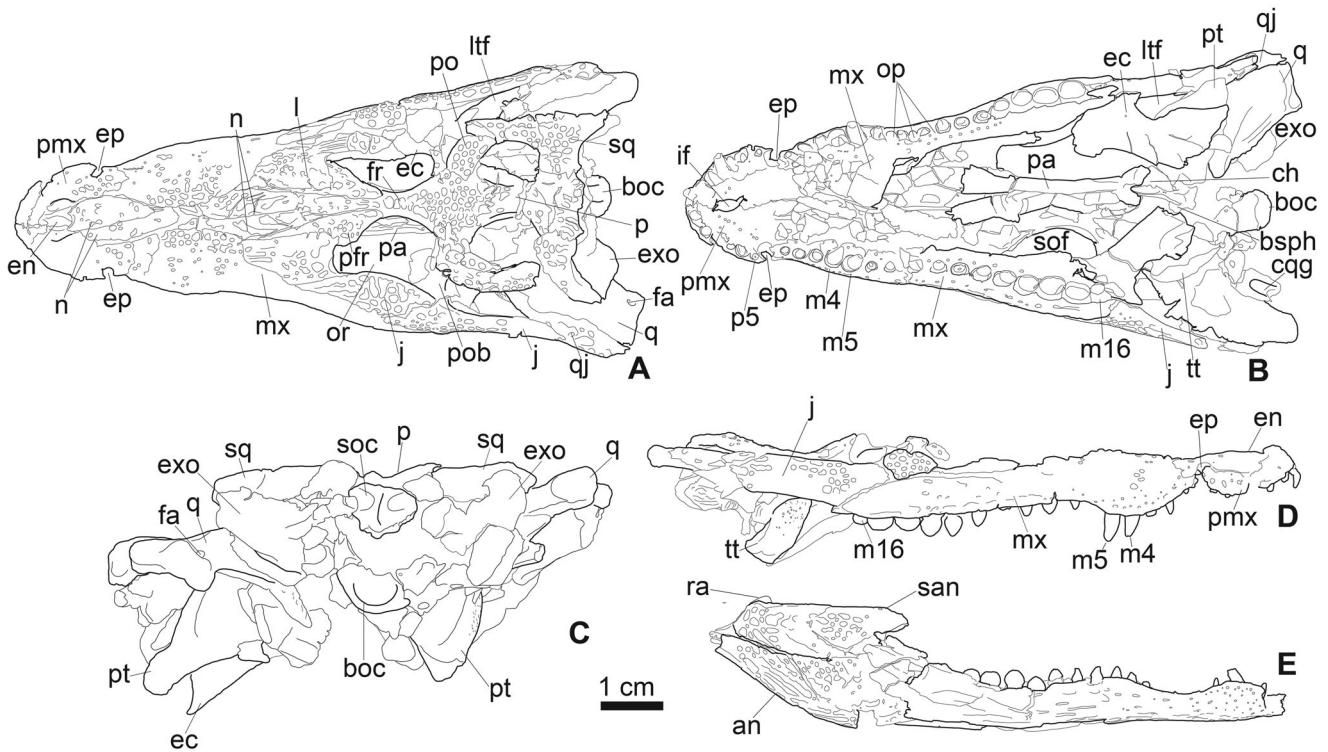 ltf
po
n
l
ep
pmx
fr
ec
sq
boc
p
en
n
ep
mx
pfr
pa
or
j
pob
j
qj
exo
fa
q
A
ec
ltf
pt
qj
q
mx
op
ep
if
exo
pa
ch
boc
sof
bsph
cqg
pmx
p5
ep
m4
m5
mx
m16
j
tt
B
sq
soc
p
sq
exo
q
exo
q
fa
pt
ec
boc
pt
C
1 cm
j
ep
en
tt
m16
mx
m5
m4
pmx
D
ra
san
an
E